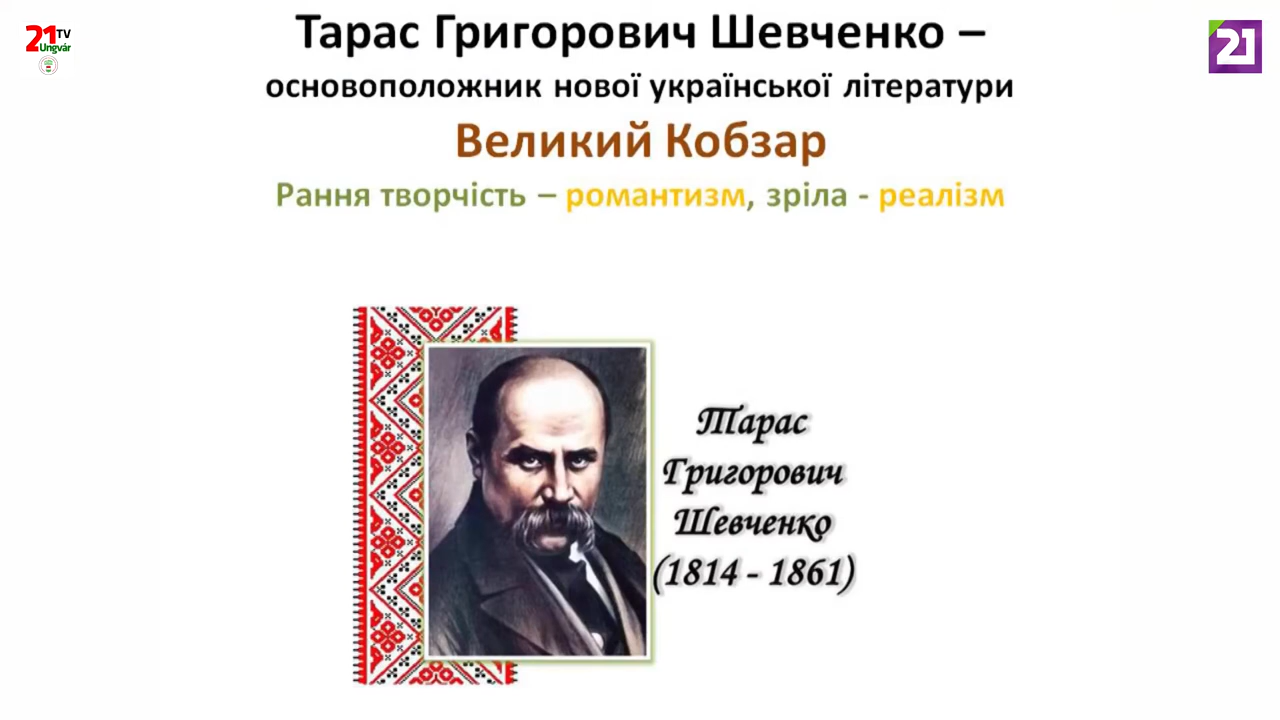 21 TV
Ungvár
21
Тарас Григорович Шевченко –
основоположник нової української літератури
Великий Кобзар
Рання творчість – романтизм, зріла - реалізм
Тарас
Григорович
Шевченко
(1814 - 1861)